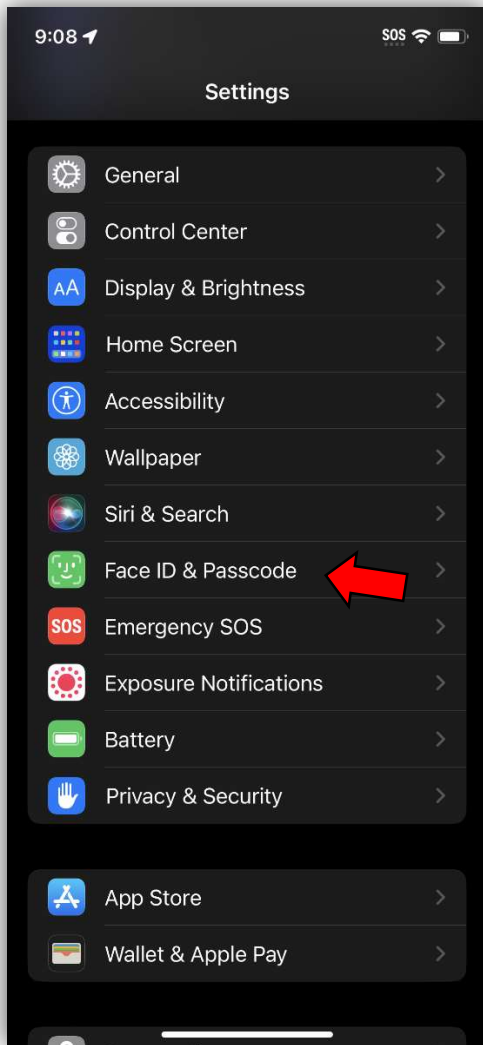 9:08
SOS
Settings
General
Control Center
AA Display & Brightness
Home Screen
Accessibility
Wallpaper
Siri & Search
Face ID & Passcode
SOS Emergency SOS
Exposure Notifications
Battery
Privacy & Security
App Store
Wallet & Apple Pay